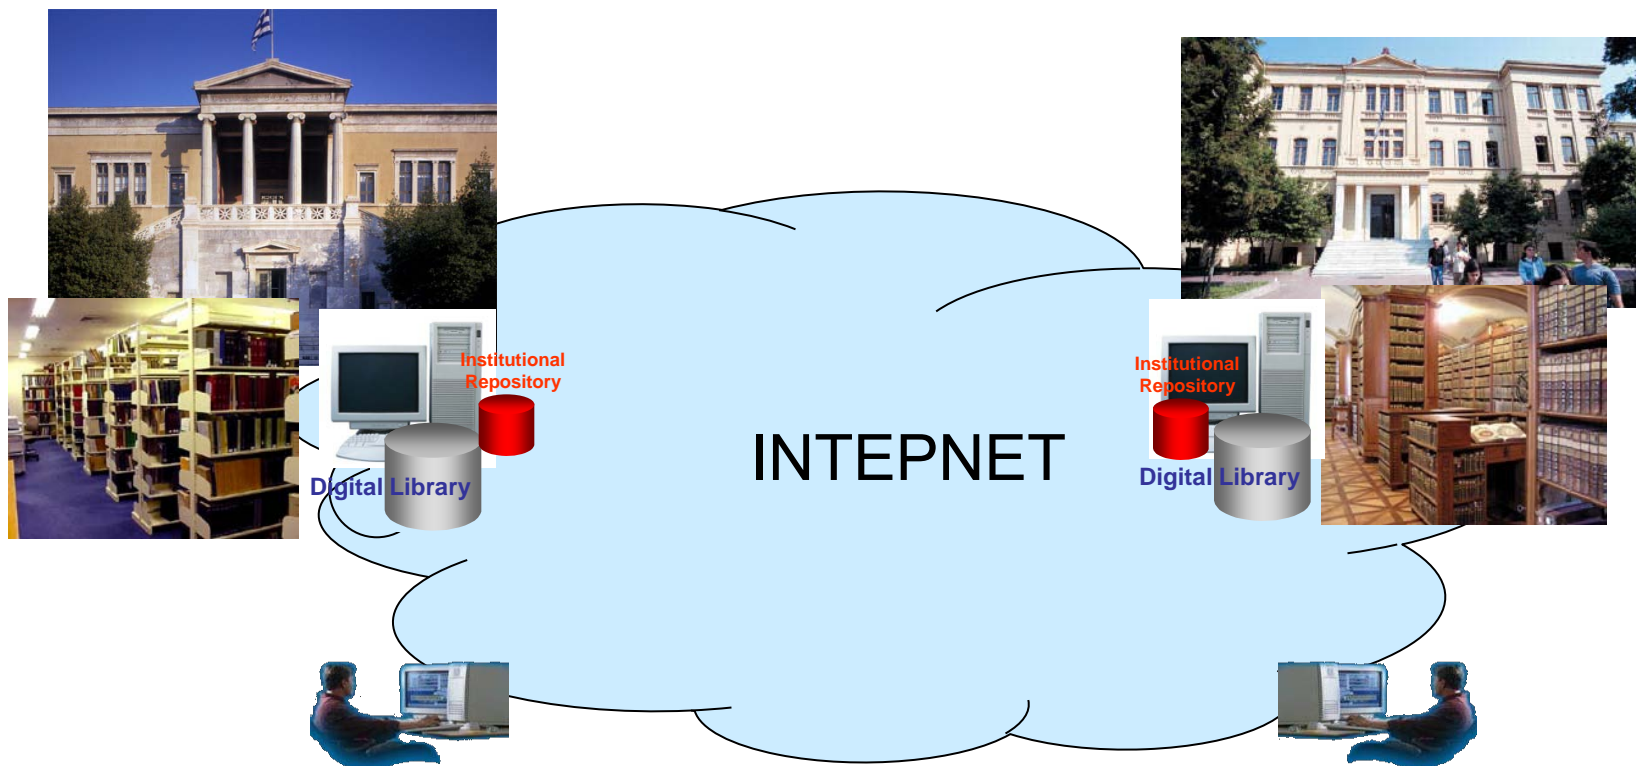 Institutional
Repository
Digital Library
INTEPNET
Institutional
Repository
Digital Library